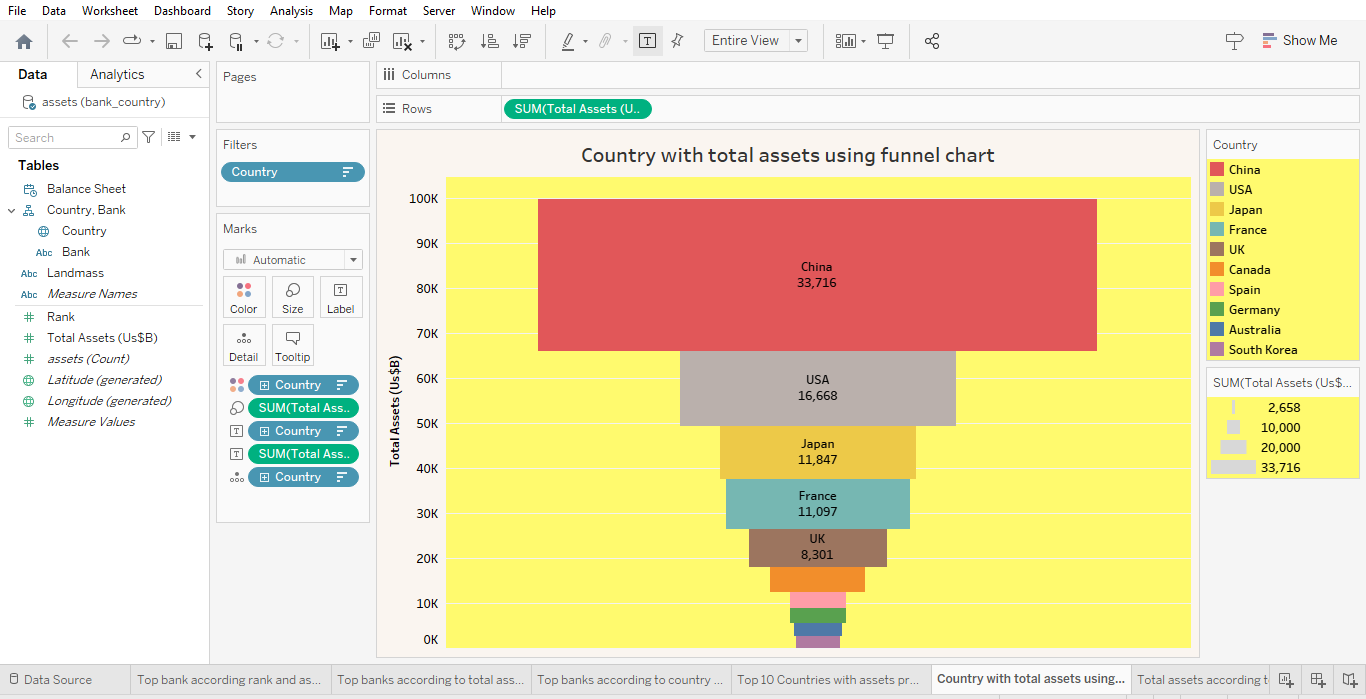 File Data Worksheet Dashboard Story Analysis Map Format Server Window Help
Entire View
Show Me
Data Analytics
assets (bank_country)
Search
Tables
Balance Sheet
Country, Bank
Country
Abc Bank
Abc Landmass
Abc Measure Names
Rank
Total Assets (Us$B)
assets (Count)
Latitude (generated)
Longitude (generated)
Measure Values
Pages
Filters
Country
Marks
Automatic
Color Size Label
Detail Tooltip
Country
SUM(Total Ass..
Country
SUM(Total Ass..
Country
Columns
Rows SUM(Total Assets (U..
Country with total assets using funnel chart
Total Assets (Us$B)
100K
90K
80K
70K
60K
50K
40K
30K
20K
10K
0K
China
33,716
USA
16,668
Japan
11,847
France
11,097
UK
8,301
Country
China
USA
Japan
France
UK
Canada
Spain
Germany
Australia
South Korea
SUM(Total Assets (Us$...
2,658
10,000
20,000
33,716
Data Source Top bank according rank and as... Top banks according to total ass... Top banks according to country ... Top 10 Countries with assets pr... Country with total assets using... Total assets according t